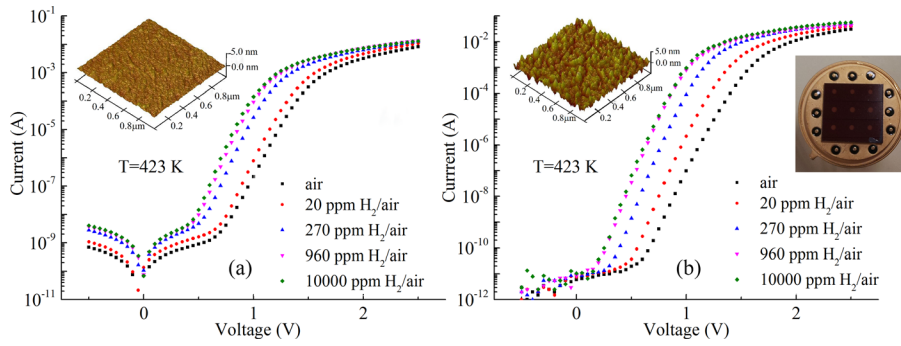 10⁻¹
10⁻³
10⁻⁵
10⁻⁷
10⁻⁹
10⁻¹¹
Current (A)
5.0 nm
0.0 nm
0.2
0.4
0.6
0.8μm
0.2
0.4
0.6
0.8μm
T=423 K
air
20 ppm H₂/air
270 ppm H₂/air
960 ppm H₂/air
10000 ppm H₂/air
(a)
0
1
2
Voltage (V)
10⁻²
10⁻⁴
10⁻⁶
10⁻⁸
10⁻¹⁰
10⁻¹²
Currrent (A)
5.0 nm
0.0 nm
0.2
0.4
0.6
0.8μm
0.2
0.4
0.6
0.8μm
T=423 K
air
20 ppm H₂/air
270 ppm H₂/air
960 ppm H₂/air
10000 ppm H₂/air
(b)
0
1
2
Voltage (V)